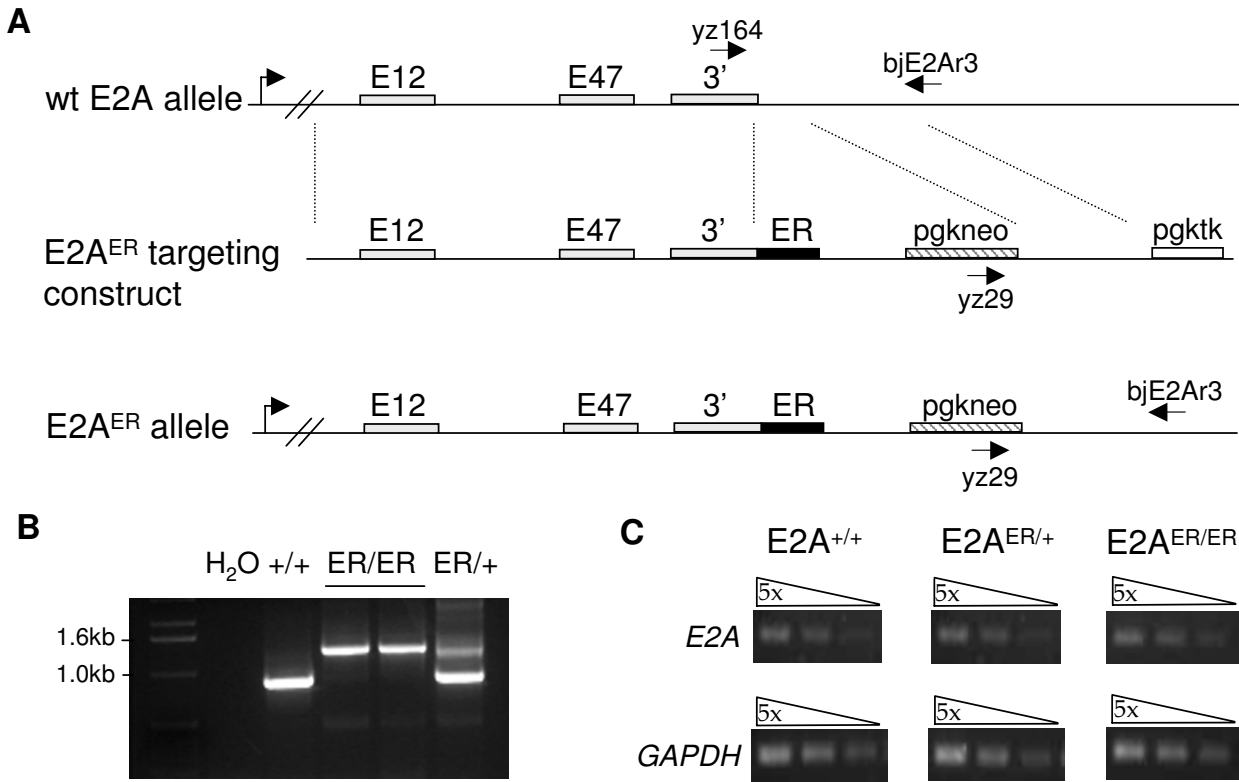 A
yz164
bjE2Ar3
E12 E47 3'
wt E2A allele
E12 E47 3' ER pgkneo pgktk
E2A^ER targeting
construct
yz29
bjE2Ar3
E12 E47 3' ER pgkneo
E2A^ER allele
yz29
B
H₂O +/+ ER/ER ER/+
1.6kb
1.0kb
C
E2A^+/+ E2A^ER/+ E2A^ER/ER
5x 5x 5x
E2A
5x 5x 5x
GAPDH